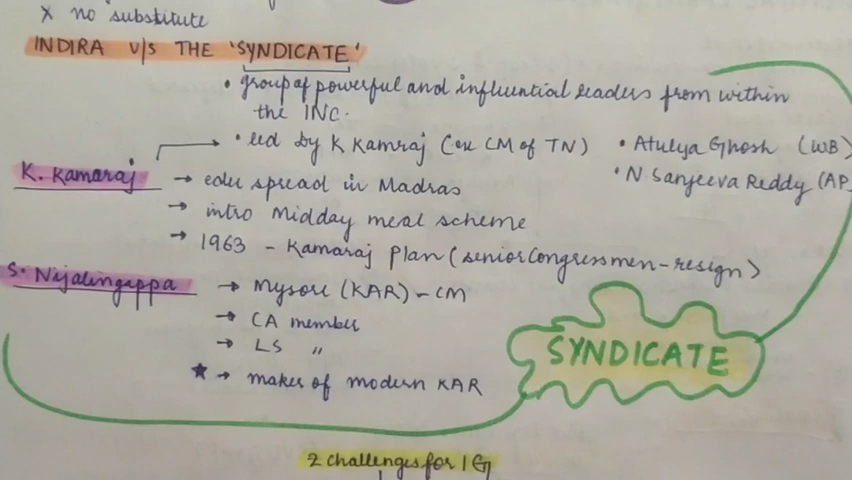 X no substitute
INDIRA V/S THE 'SYNDICATE'
• group of powerful and influential leaders from within
the INC.
• led by K Kamraj (ex CM of TN) • Atulya Ghosh (WB)
• N Sanjeeva Reddy (AP)
K. Kamaraj → edu spread in Madras
→ intro Midday meal scheme
→ 1963 - Kamaraj Plan (senior Congressmen - resign)
S. Nijalingappa → Mysore (KAR) - CM
→ CA member
→ LS "
★ → maker of modern KAR
SYNDICATE
2 challenges for IG